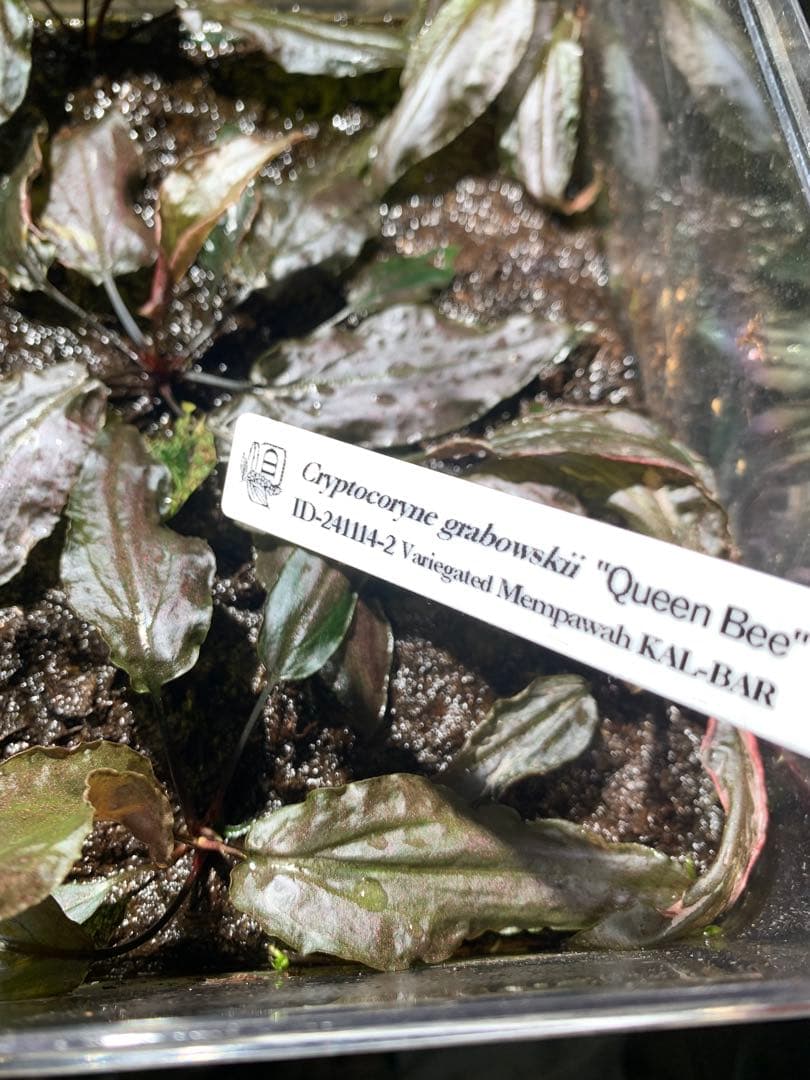 Cryptocoryne grabowskii "Queen Bee"
ID-241114-2 Variegated Mempawah KAL-BAR